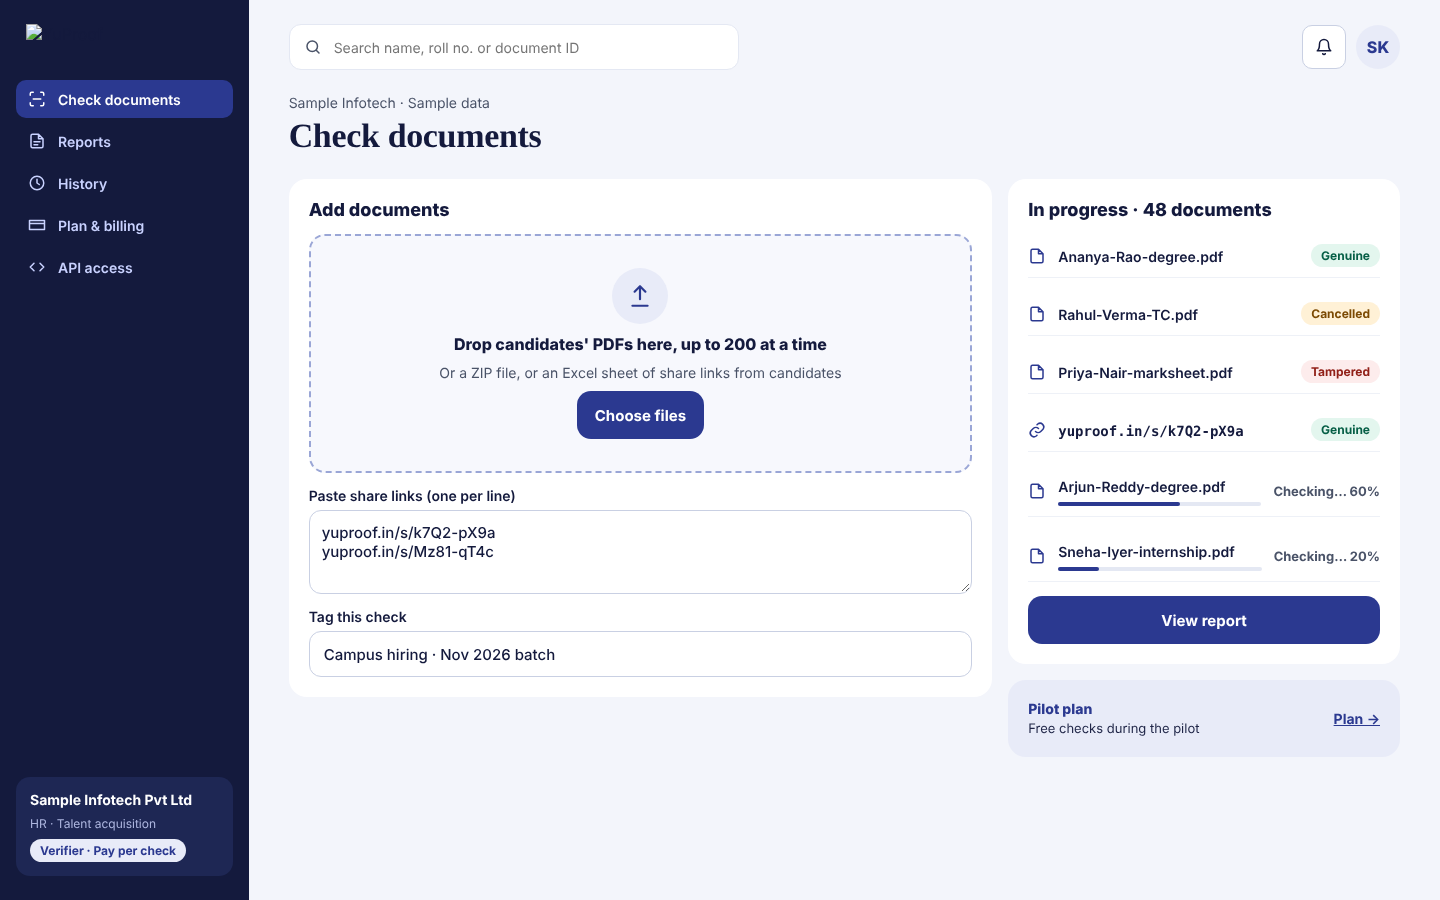 Search name, roll no. or document ID
SK
Check documents
Reports
History
Plan & billing
API access
Sample Infotech Pvt Ltd
HR · Talent acquisition
Verifier · Pay per check
Sample Infotech · Sample data
Check documents
Add documents
Drop candidates' PDFs here, up to 200 at a time
Or a ZIP file, or an Excel sheet of share links from candidates
Choose files
Paste share links (one per line)
yuproof.in/s/k7Q2-pX9a
yuproof.in/s/Mz81-qT4c
Tag this check
Campus hiring · Nov 2026 batch
In progress · 48 documents
Ananya-Rao-degree.pdf Genuine
Rahul-Verma-TC.pdf Cancelled
Priya-Nair-marksheet.pdf Tampered
yuproof.in/s/k7Q2-pX9a Genuine
Arjun-Reddy-degree.pdf Checking... 60%
Sneha-Iyer-internship.pdf Checking... 20%
View report
Pilot plan
Free checks during the pilot
Plan →